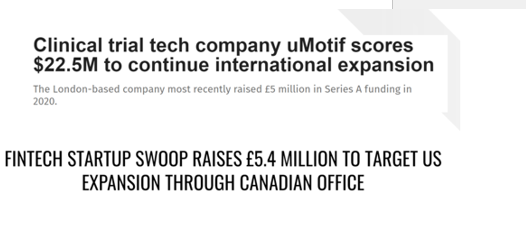 Clinical trial tech company uMotif scores
$22.5M to continue international expansion
The London-based company most recently raised £5 million in Series A funding in
2020.
FINTECH STARTUP SWOOP RAISES £5.4 MILLION TO TARGET US
EXPANSION THROUGH CANADIAN OFFICE